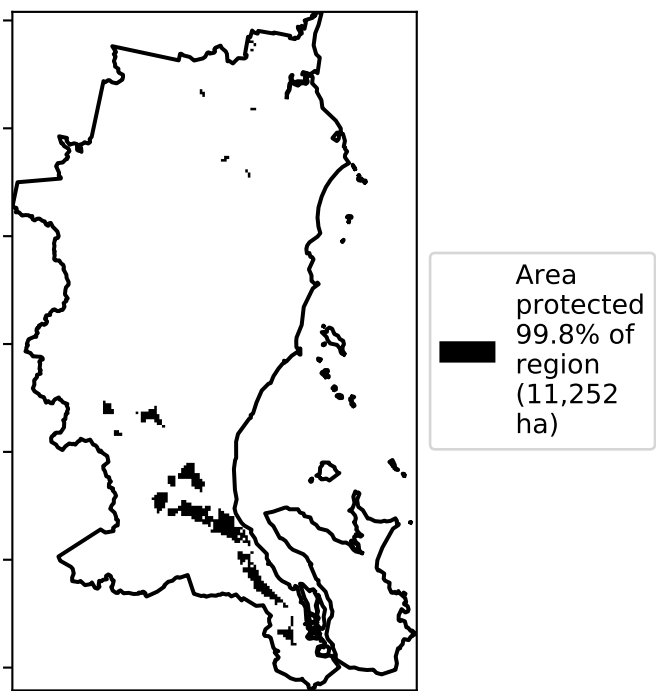 Area
protected
99.8% of
region
(11,252
ha)